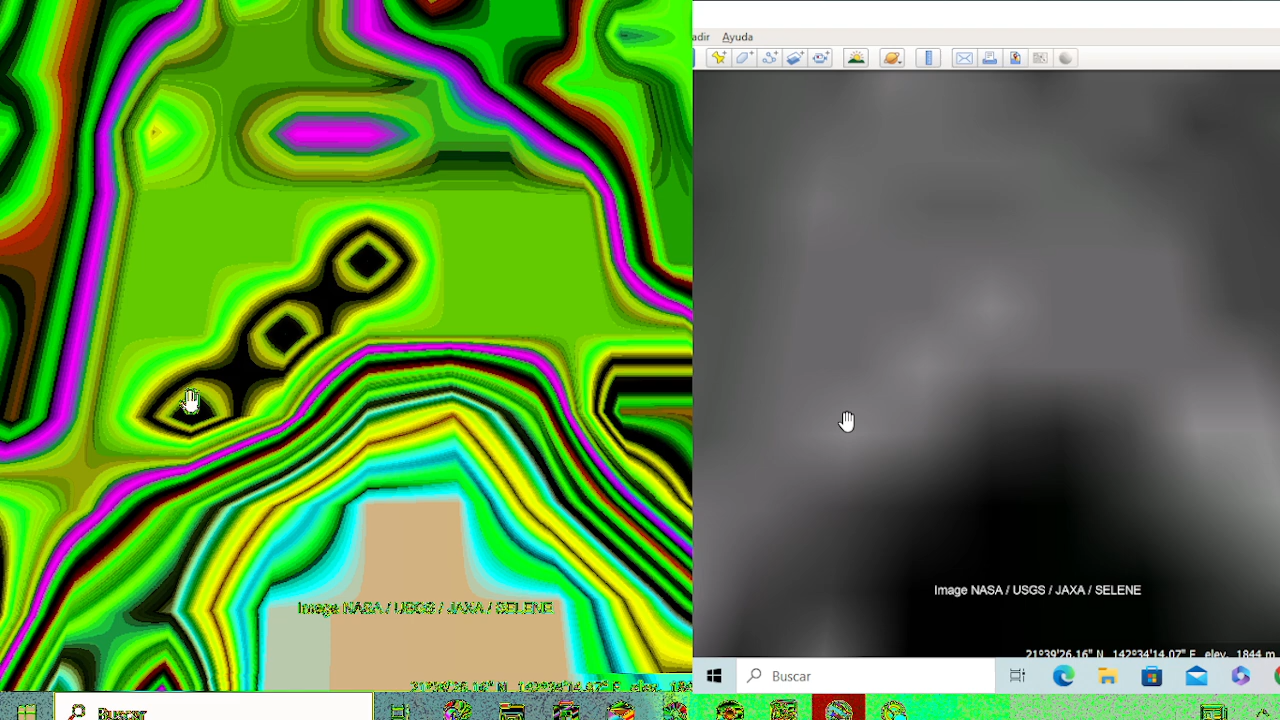 adir Ayuda
Image NASA / USGS / JAXA / SELENE
Image NASA / USGS / JAXA / SELENE
21°39'26.16" N 142°34'14.07" E elev. 1844 m
Buscar
Buscar